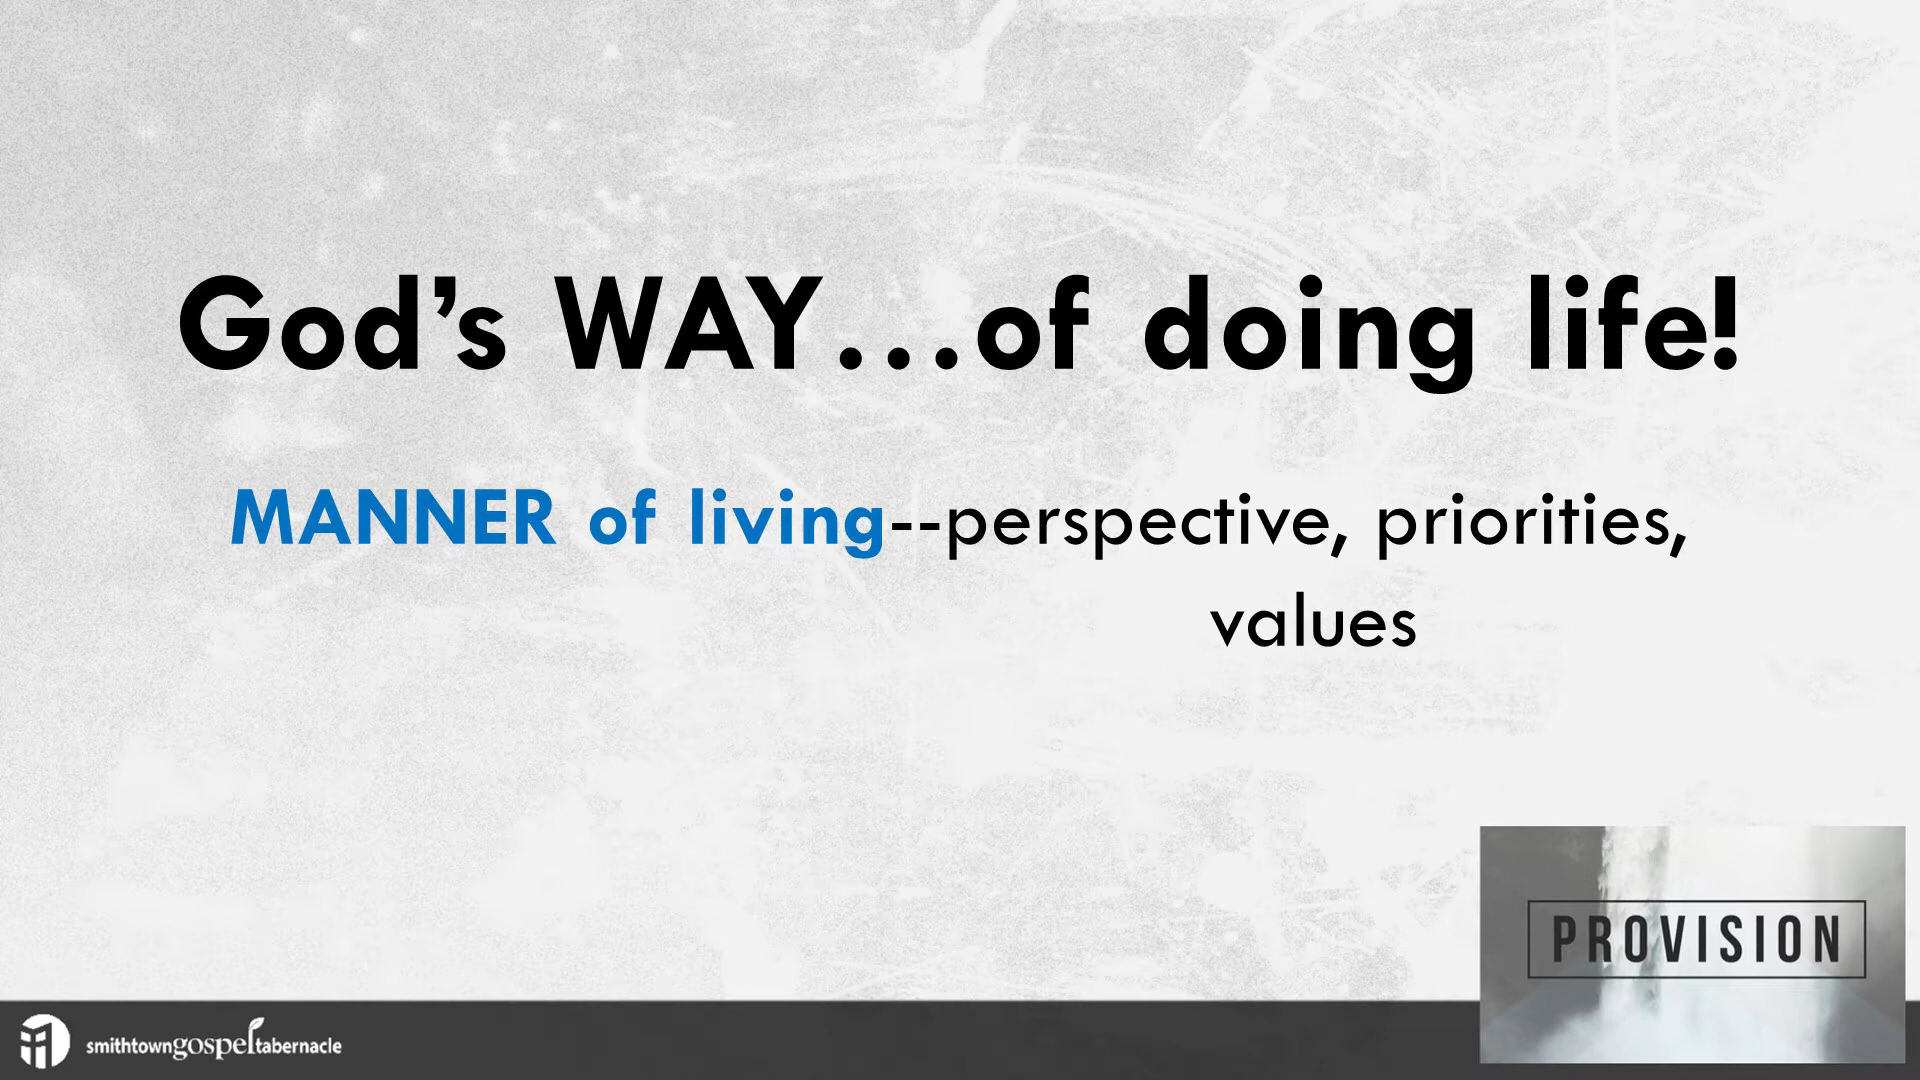 God’s WAY…of doing life!
MANNER of living--perspective, priorities,
values
PROVISION
smithtowngospeltabernacle